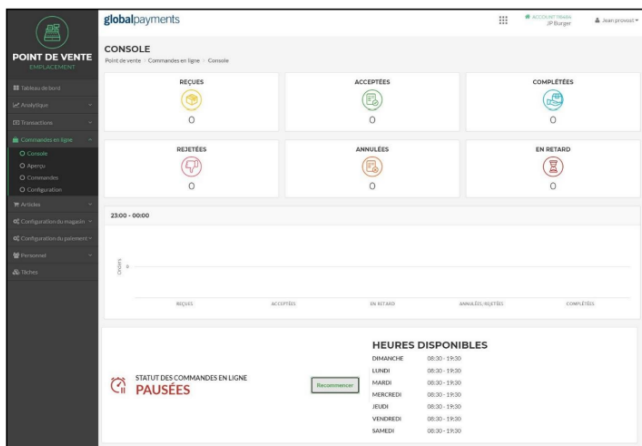 globalpayments
JP Burger
Jean prévost
POINT DE VENTE
EMPLACEMENT
Tableau de bord
Analytique
Transactions
Commandes en ligne
Console
Aperçu
Commandes
Configuration
Articles
Configuration du magasin
Configuration du paiement
Personnel
Tâches
CONSOLE
Point de vente - Commandes en ligne - Console
REÇUES
ACCEPTÉES
COMPLÉTÉES
0
0
0
REJETÉES
ANNULÉES
EN RETARD
0
0
0
23:00 - 00:00
0
REÇUES
ACCEPTÉES
EN RETARD
ANNULÉES/REJETÉES
COMPLÉTÉES
STATUT DES COMMANDES EN LIGNE
PAUSÉES
Recommencer
HEURES DISPONIBLES
DIMANCHE 08:30 - 19:30
LUNDI 08:30 - 19:30
MARDI 08:30 - 19:30
MERCREDI 08:30 - 19:30
JEUDI 08:30 - 19:30
VENDREDI 08:30 - 19:30
SAMEDI 08:30 - 19:30